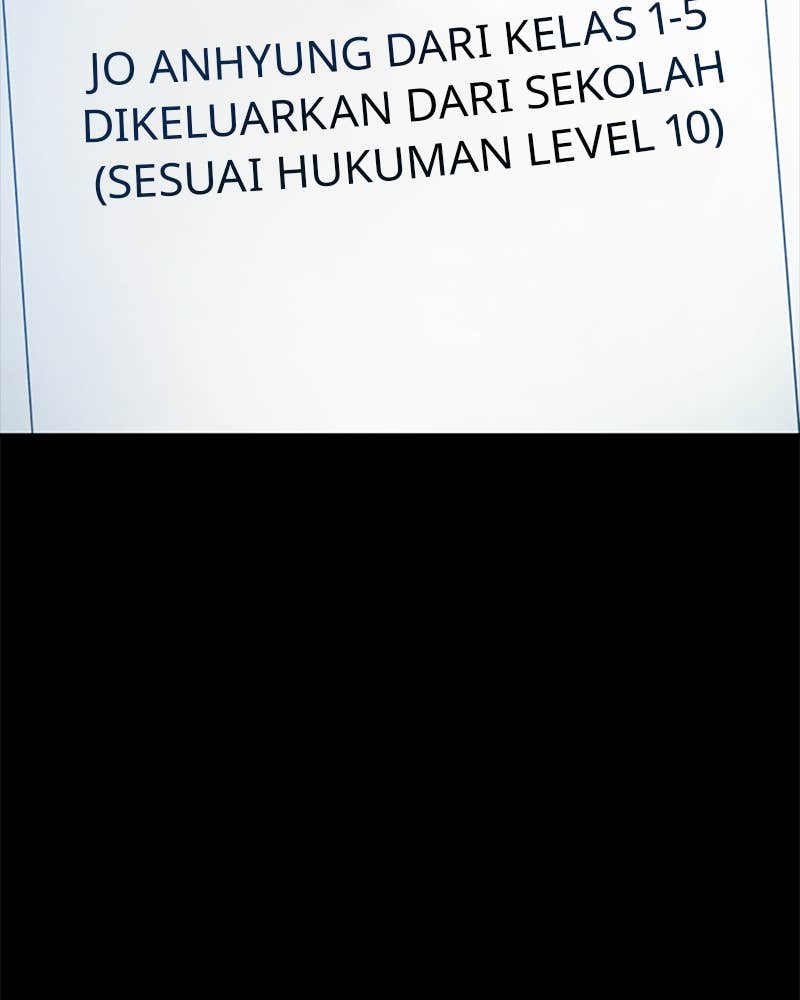 JO ANHYUNG DARI KELAS 1-5
DIKELUARKAN DARI SEKOLAH
(SESUAI HUKUMAN LEVEL 10)